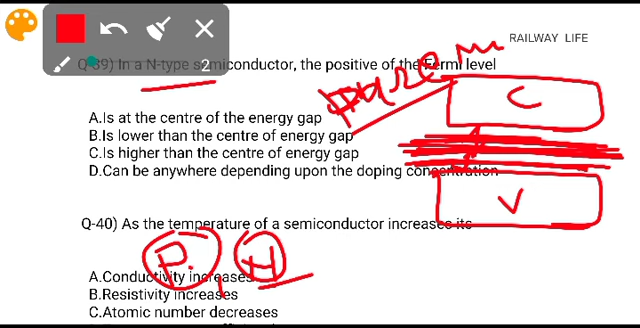 RAILWAY LIFE
Q-39) In a N-type semiconductor, the positive of the Fermi level
2
pure
A.Is at the centre of the energy gap
C
B.Is lower than the centre of energy gap
C.Is higher than the centre of energy gap
D.Can be anywhere depending upon the doping concentration
V
Q-40) As the temperature of a semiconductor increases its
P. H
A.Conductivity increases
B.Resistivity increases
C.Atomic number decreases